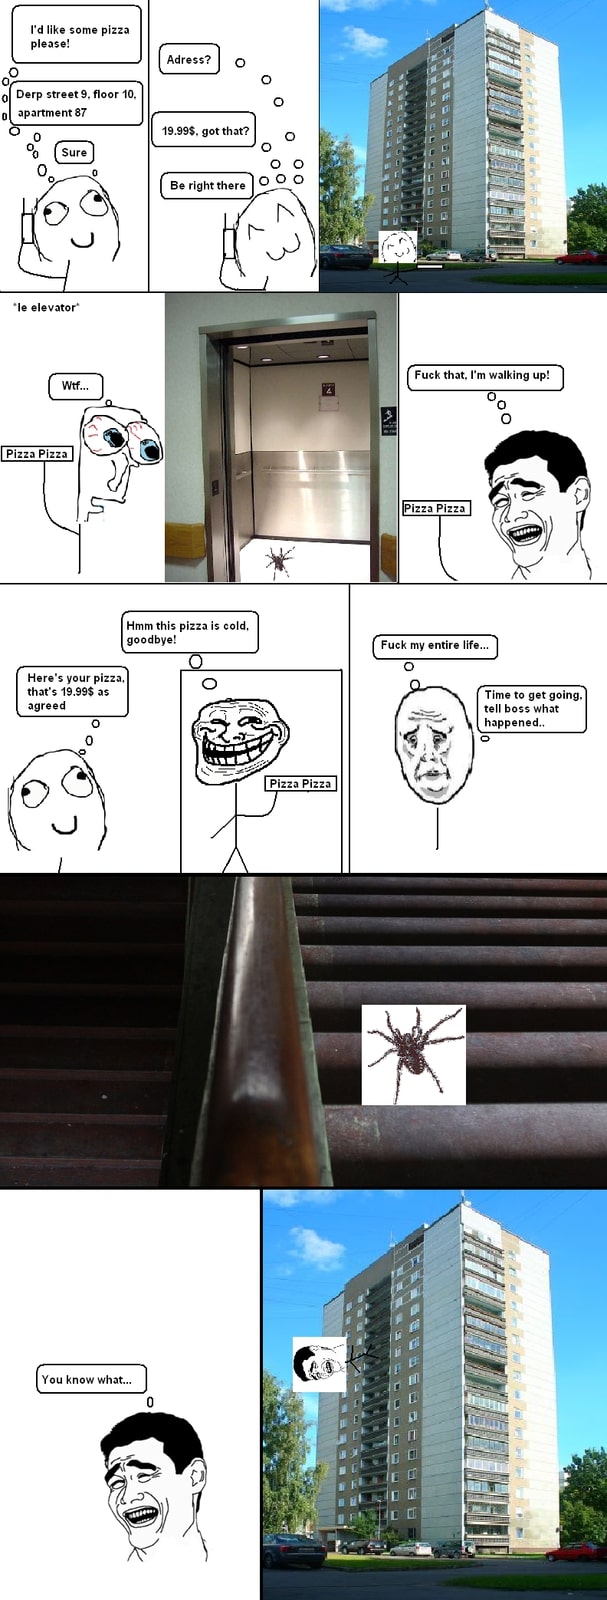 I'd like some pizza
please!
Adress?
Derp street 9, floor 10,
apartment 87
19.99$, got that?
Sure
Be right there
*le elevator*
Wtf...
Pizza Pizza
Fuck that, I'm walking up!
Pizza Pizza
Hmm this pizza is cold,
goodbye!
Here's your pizza,
that's 19.99$ as
agreed
Pizza Pizza
Fuck my entire life...
Time to get going,
tell boss what
happened..
You know what...